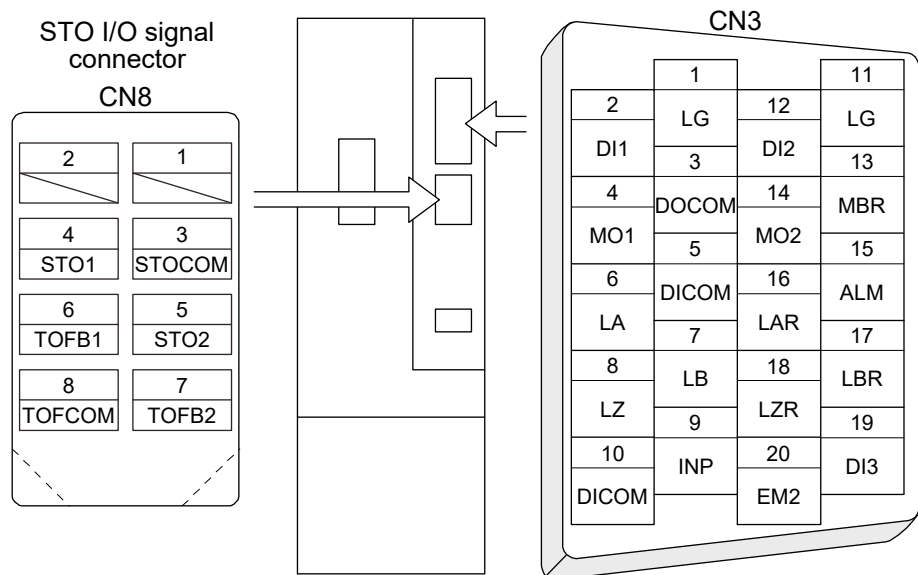 STO I/O signal
connector
CN8
2
1
4
STO1
3
STOCOM
6
TOFB1
5
STO2
8
TOFCOM
7
TOFB2
CN3
1
LG
11
LG
2
DI1
12
DI2
3
DOCOM
13
MBR
4
MO1
14
MO2
5
DICOM
15
ALM
6
LA
16
LAR
7
LB
17
LBR
8
LZ
18
LZR
9
INP
19
DI3
10
DICOM
20
EM2